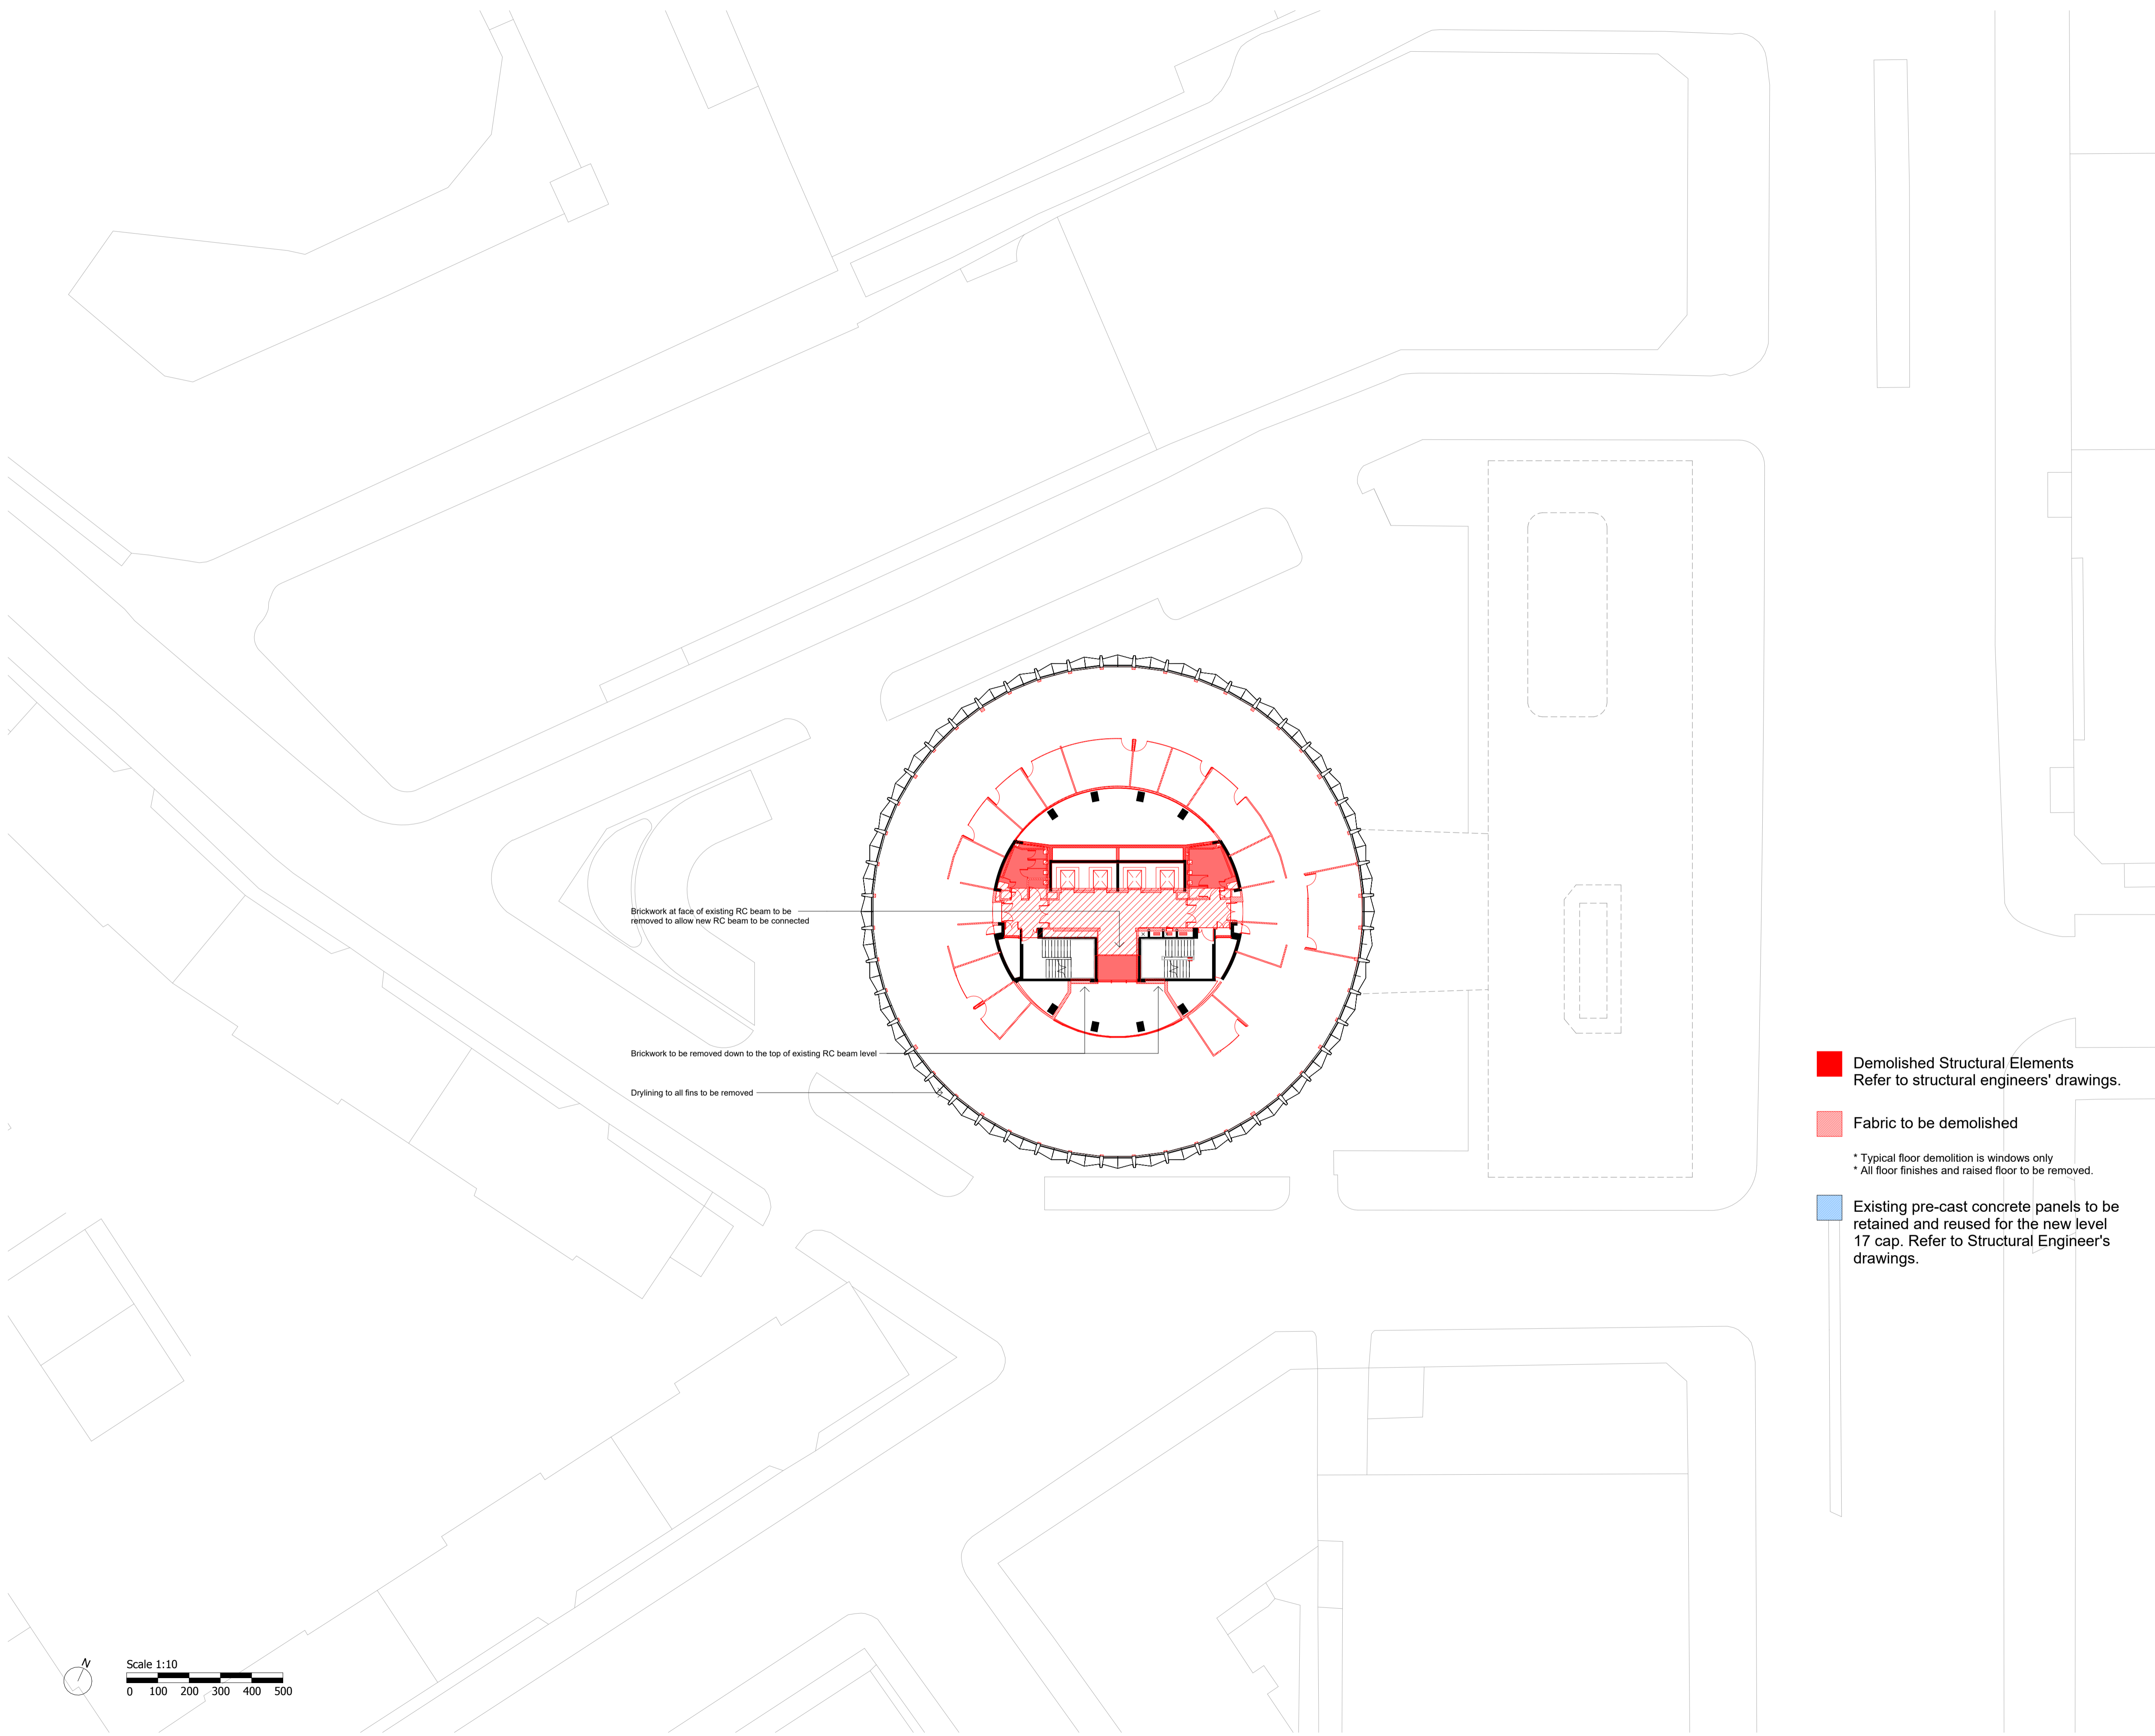 Brickwork at face of existing RC beam to be
removed to allow new RC beam to be connected
Brickwork to be removed down to the top of existing RC beam level
Drylining to all fins to be removed
Demolished Structural Elements
Refer to structural engineers' drawings.
Fabric to be demolished
* Typical floor demolition is windows only
* All floor finishes and raised floor to be removed.
Existing pre-cast concrete panels to be
retained and reused for the new level
17 cap. Refer to Structural Engineer's
drawings.
N
Scale 1:10
0 100 200 300 400 500